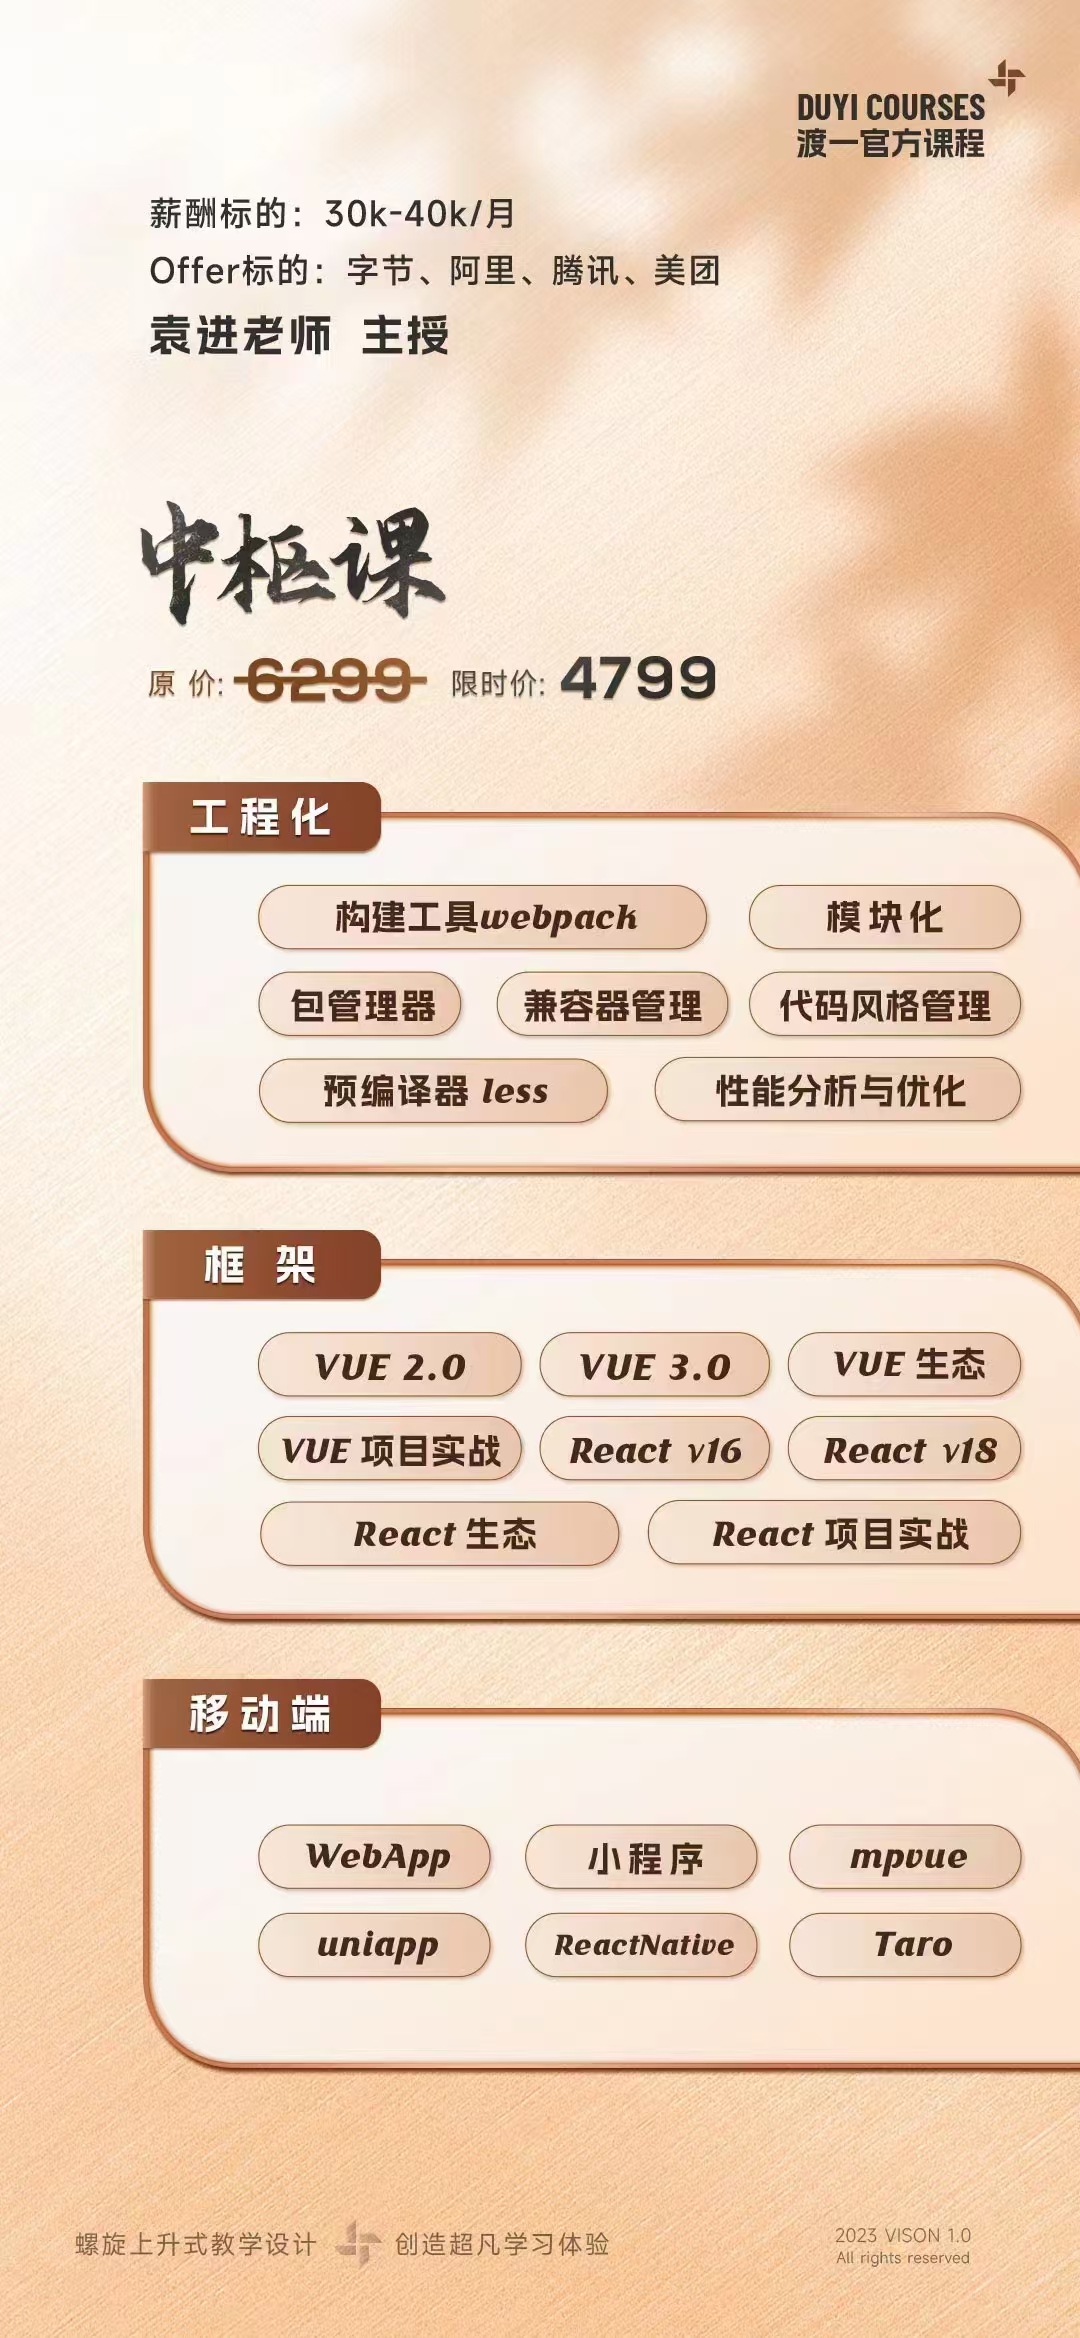 DUYI COURSES
渡一官方课程
薪酬标的：30k-40k/月
Offer标的：字节、阿里、腾讯、美团
袁进老师 主授
中枢课
原 价: 6299 限时价: 4799
工程化
构建工具webpack 模块化
包管理器 兼容器管理 代码风格管理
预编译器 less 性能分析与优化
框 架
VUE 2.0 VUE 3.0 VUE 生态
VUE 项目实战 React v16 React v18
React 生态 React 项目实战
移动端
WebApp 小程序 mpvue
uniapp ReactNative Taro
螺旋上升式教学设计 创造超凡学习体验
2023 VISON 1.0
All rights reserved